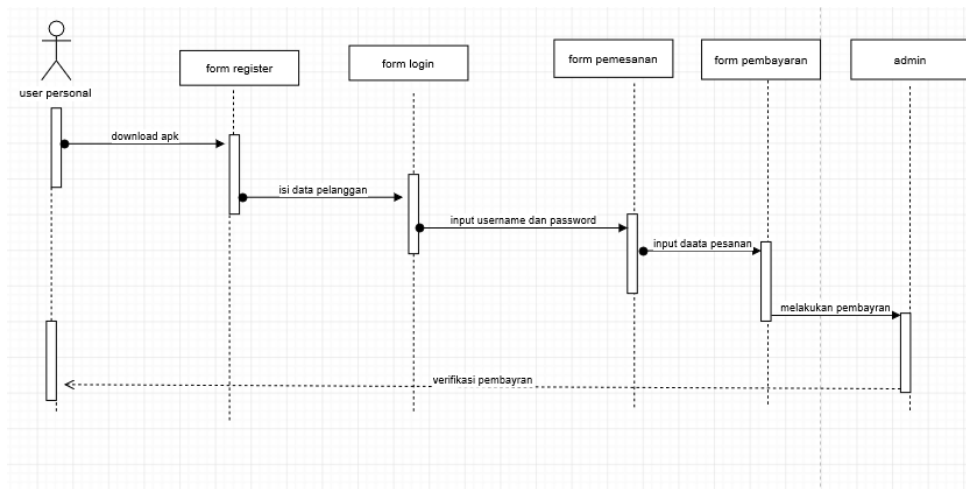 form register
form login
form pemesanan
form pembayaran
admin
user personal
download apk
isi data pelanggan
input username dan password
input daata pesanan
melakukan pembayran
verifikasi pembayran